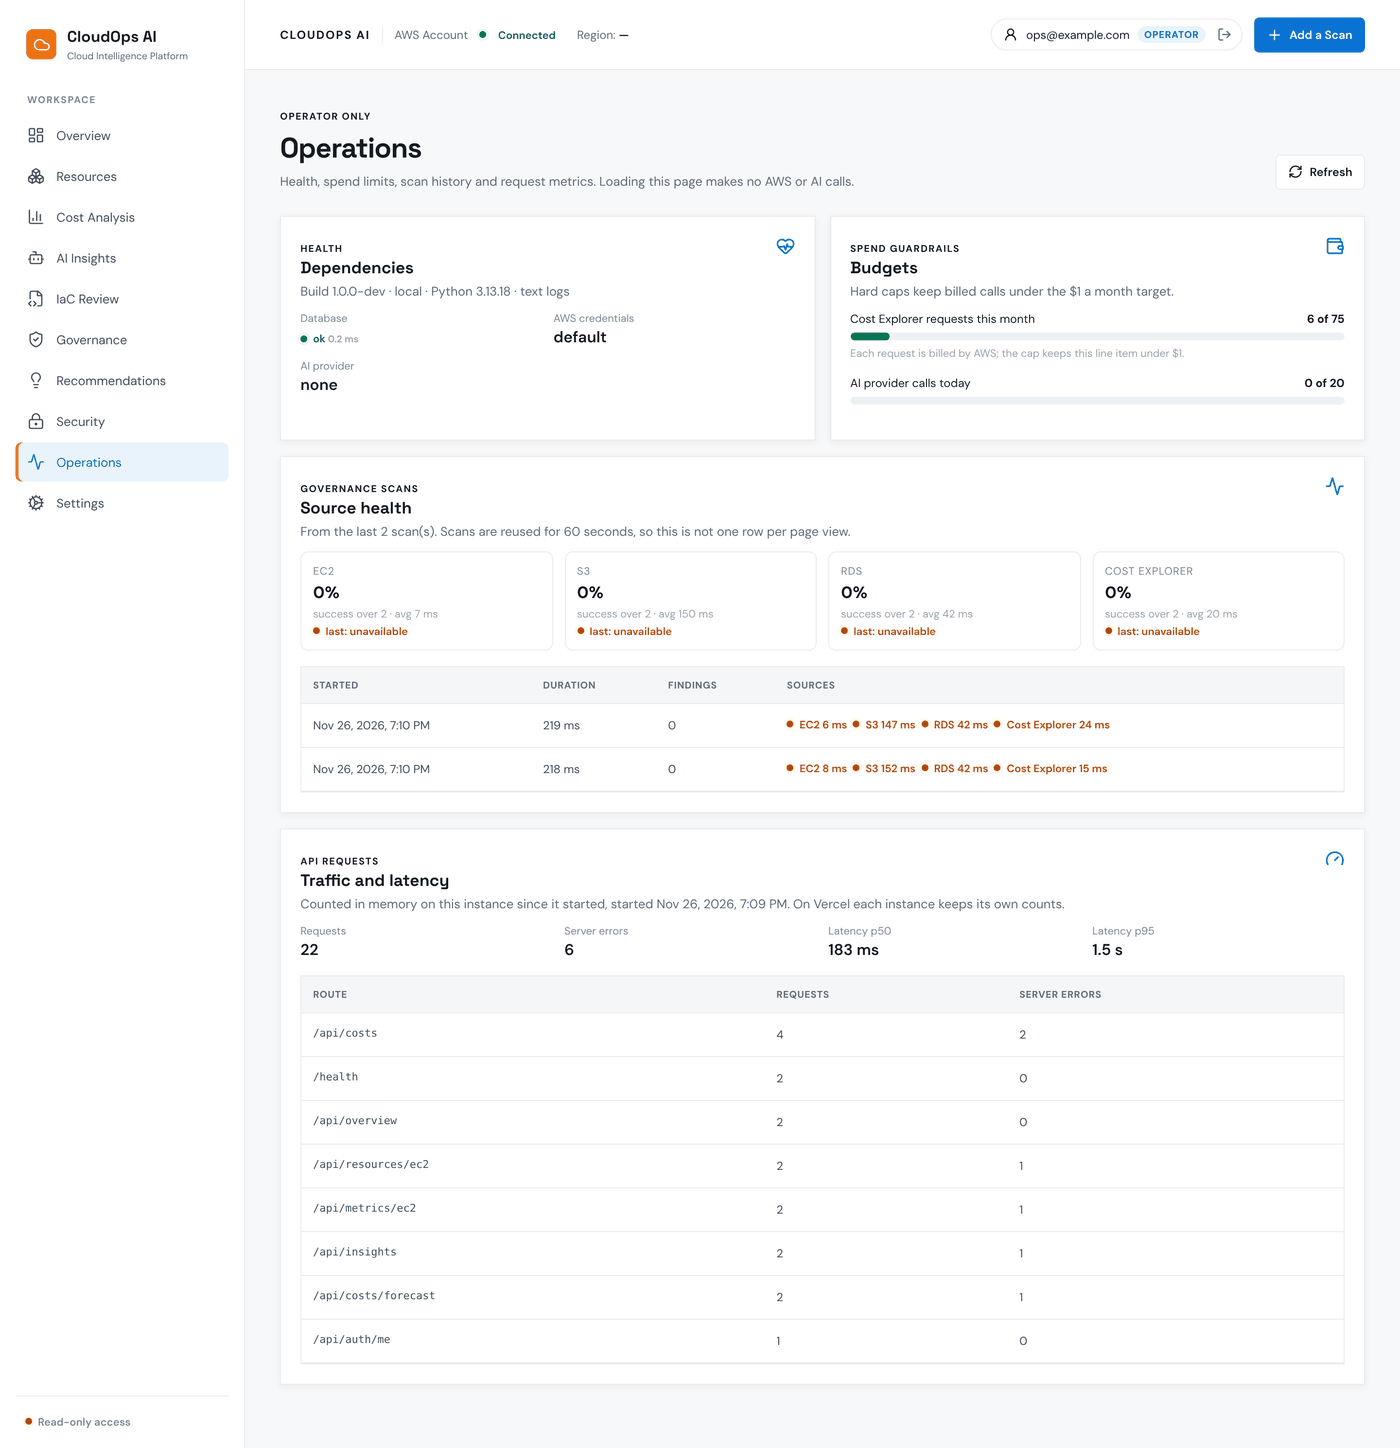 CloudOps AI
Cloud Intelligence Platform
WORKSPACE
Overview
Resources
Cost Analysis
AI Insights
IaC Review
Governance
Recommendations
Security
Operations
Settings
Read-only access
CLOUDOPS AI AWS Account Connected Region: —
ops@example.com OPERATOR
Add a Scan
OPERATOR ONLY
Operations
Health, spend limits, scan history and request metrics. Loading this page makes no AWS or AI calls.
Refresh
HEALTH
Dependencies
Build 1.0.0-dev · local · Python 3.13.18 · text logs
Database
ok 0.2 ms
AWS credentials
default
AI provider
none
SPEND GUARDRAILS
Budgets
Hard caps keep billed calls under the $1 a month target.
Cost Explorer requests this month 6 of 75
Each request is billed by AWS; the cap keeps this line item under $1.
AI provider calls today 0 of 20
GOVERNANCE SCANS
Source health
From the last 2 scan(s). Scans are reused for 60 seconds, so this is not one row per page view.
EC2
0%
success over 2 · avg 7 ms
last: unavailable
S3
0%
success over 2 · avg 150 ms
last: unavailable
RDS
0%
success over 2 · avg 42 ms
last: unavailable
COST EXPLORER
0%
success over 2 · avg 20 ms
last: unavailable
STARTED DURATION FINDINGS SOURCES
Nov 26, 2026, 7:10 PM 219 ms 0 EC2 6 ms S3 147 ms RDS 42 ms Cost Explorer 24 ms
Nov 26, 2026, 7:10 PM 218 ms 0 EC2 8 ms S3 152 ms RDS 42 ms Cost Explorer 15 ms
API REQUESTS
Traffic and latency
Counted in memory on this instance since it started, started Nov 26, 2026, 7:09 PM. On Vercel each instance keeps its own counts.
Requests
22
Server errors
6
Latency p50
183 ms
Latency p95
1.5 s
ROUTE REQUESTS SERVER ERRORS
/api/costs 4 2
/health 2 0
/api/overview 2 0
/api/resources/ec2 2 1
/api/metrics/ec2 2 1
/api/insights 2 1
/api/costs/forecast 2 1
/api/auth/me 1 0